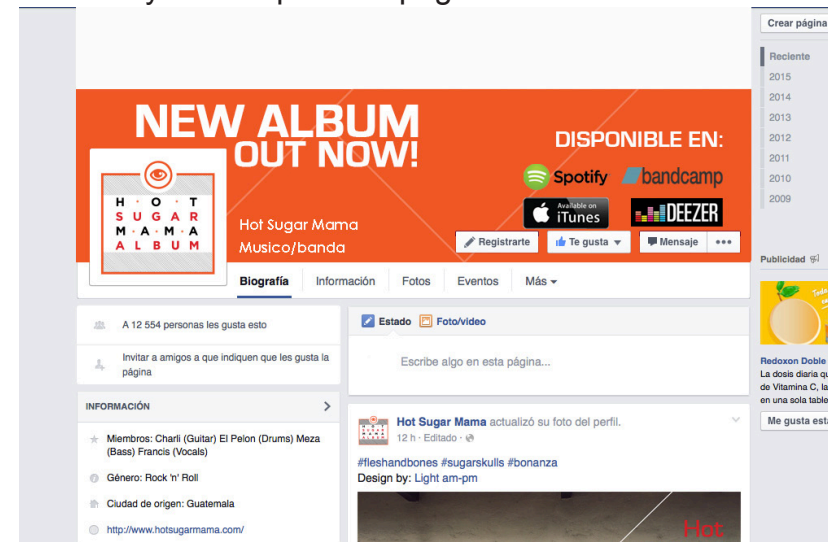 Crear página
Reciente
2015
2014
2013
2012
2011
2010
2009
NEW ALBUM
OUT NOW!
DISPONIBLE EN:
Spotify bandcamp
Available on
iTunes
DEEZER
H·O·T
SUGAR
M·A·M·A
ALBUM
Hot Sugar Mama
Musico/banda
Registrarte Te gusta Mensaje
Biografía Información Fotos Eventos Más
A 12 554 personas les gusta esto
Invitar a amigos a que indiquen que les gusta la
página
INFORMACIÓN
Miembros: Charli (Guitar) El Pelon (Drums) Meza
(Bass) Francis (Vocals)
Género: Rock 'n' Roll
Ciudad de origen: Guatemala
http://www.hotsugarmama.com/
Estado Foto/video
Escribe algo en esta página...
Hot Sugar Mama actualizó su foto del perfil.
12 h · Editado ·
#fleshandbones #sugarskulls #bonanza
Design by: Light am-pm
Hot
Publicidad
Redoxon Doble
La dosis diaria
de Vitamina C, la
en una sola
Me gusta